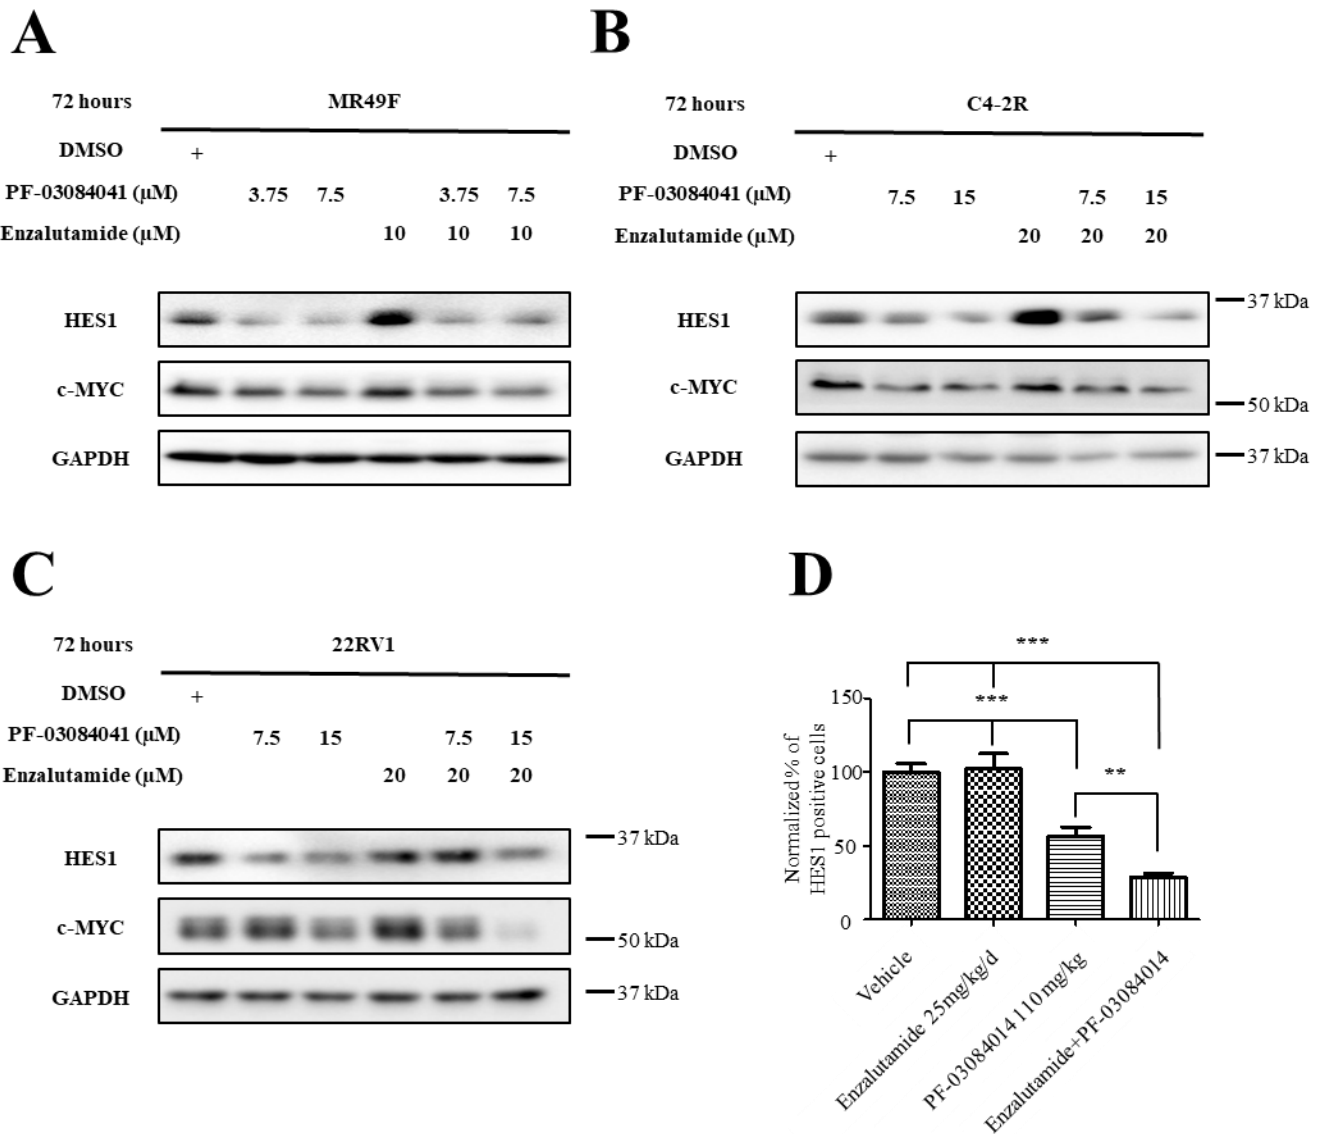 A
72 hours MR49F
DMSO +
PF-03084041 (µM) 3.75 7.5 3.75 7.5
Enzalutamide (µM) 10 10 10
HES1
c-MYC
GAPDH
B
72 hours C4-2R
DMSO +
PF-03084041 (µM) 7.5 15 7.5 15
Enzalutamide (µM) 20 20 20
HES1 37 kDa
c-MYC 50 kDa
GAPDH 37 kDa
C
72 hours 22RV1
DMSO +
PF-03084041 (µM) 7.5 15 7.5 15
Enzalutamide (µM) 20 20 20
HES1 37 kDa
c-MYC 50 kDa
GAPDH 37 kDa
D
***
***
**
Normalized % of
HES1 positive cells
150
100
50
0
Vehicle
Enzalutamide 25mg/kg/d
PF-03084014 110 mg/kg
Enzalutamide+PF-03084014